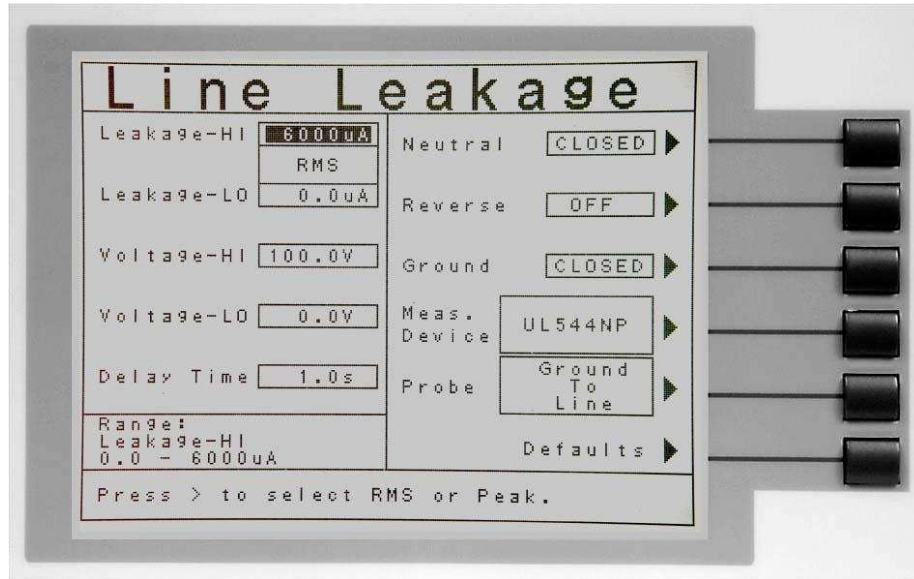 Line Leakage
Leakage-HI 6000uA
RMS
Leakage-LO 0.0uA
Voltage-HI 100.0V
Voltage-LO 0.0V
Delay Time 1.0s
Range:
Leakage-HI
0.0 - 6000uA
Neutral CLOSED
Reverse OFF
Ground CLOSED
Meas.
Device UL544NP
Probe Ground
To
Line
Defaults
Press > to select RMS or Peak.